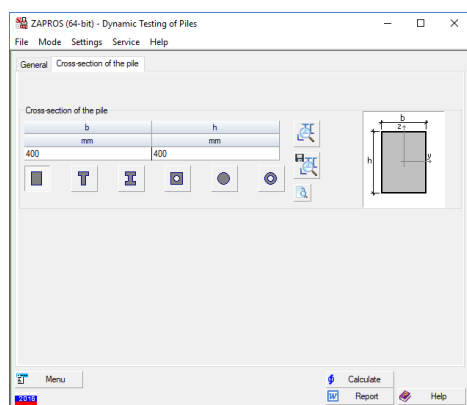 ZAPROS (64-bit) - Dynamic Testing of Piles
File Mode Settings Service Help
General Cross-section of the pile
Cross-section of the pile
b h
mm mm
400 400
b
z
h
y
Menu
Calculate
2016
Report Help